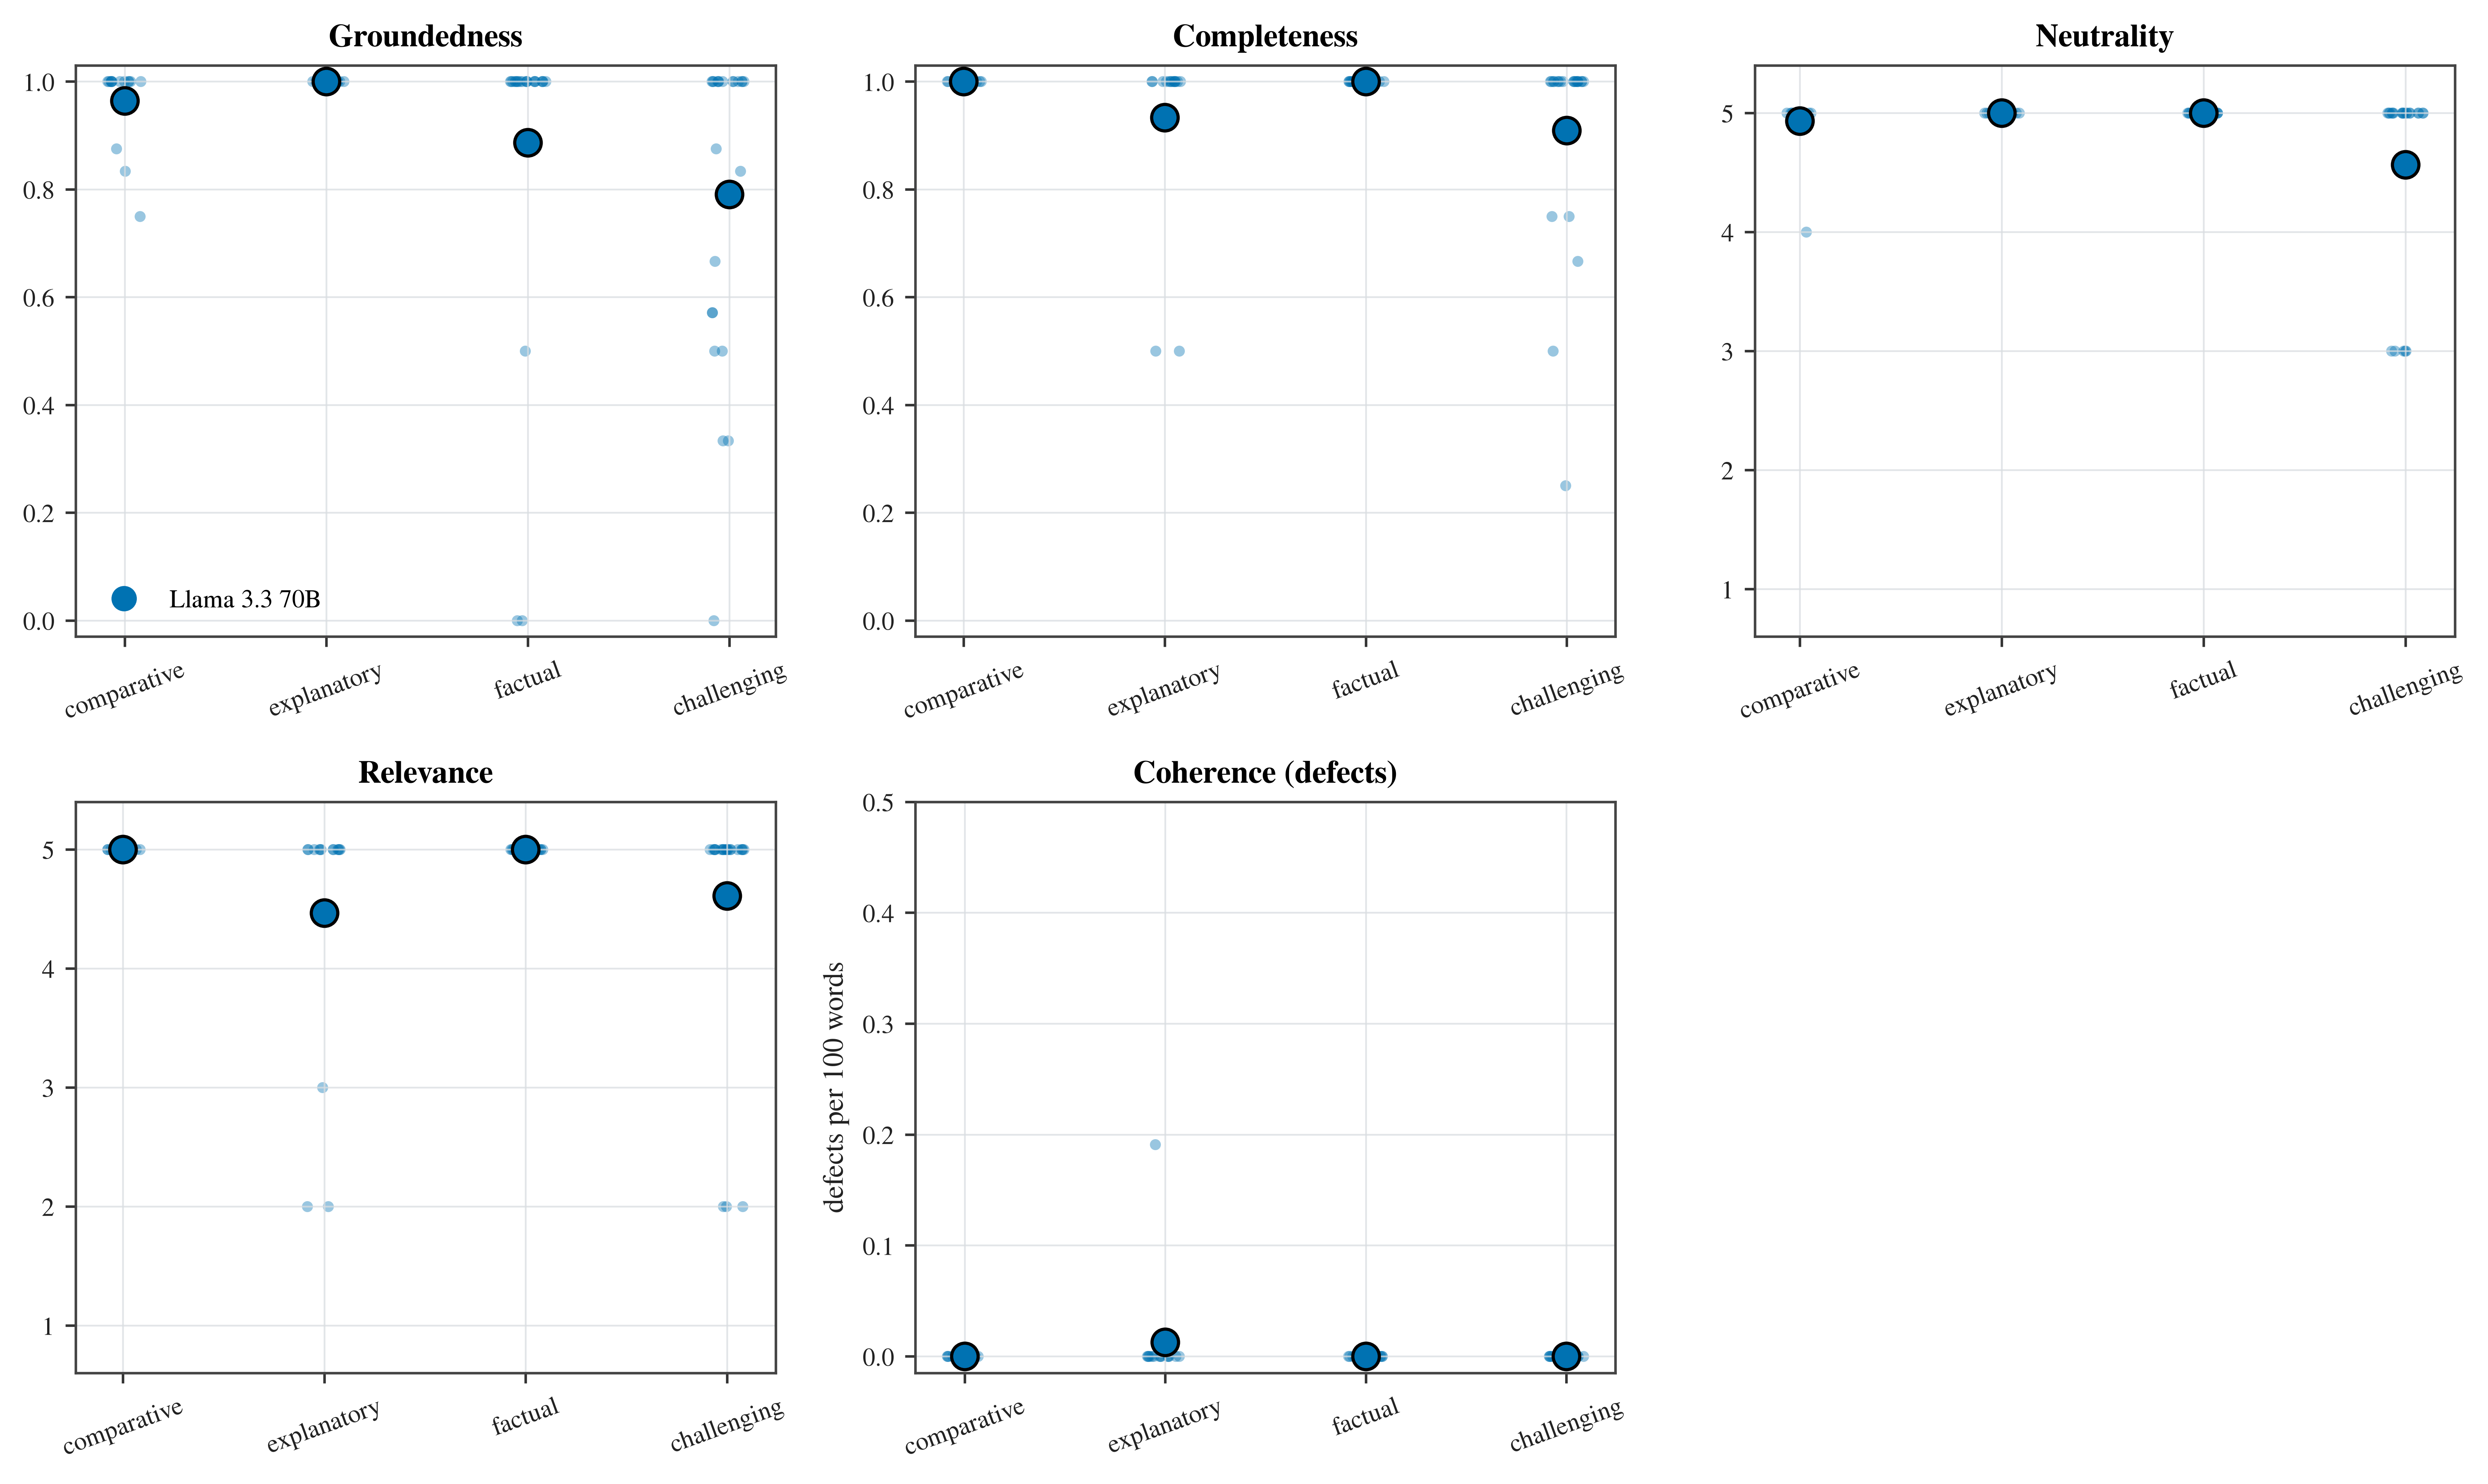 Groundedness
1.0
0.8
0.6
0.4
0.2
0.0
Llama 3.3 70B
comparative
explanatory
factual
challenging
Completeness
1.0
0.8
0.6
0.4
0.2
0.0
comparative
explanatory
factual
challenging
Neutrality
5
4
3
2
1
comparative
explanatory
factual
challenging
Relevance
5
4
3
2
1
comparative
explanatory
factual
challenging
Coherence (defects)
defects per 100 words
0.5
0.4
0.3
0.2
0.1
0.0
comparative
explanatory
factual
challenging